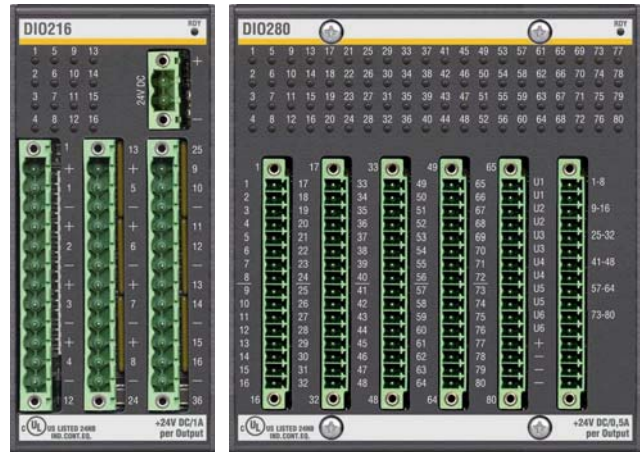 DIO216
RDY
1 5 9 13
2 6 10 14
3 7 11 15
4 8 12 16
24V DC
+
—
1 13 25
+ + 9
1 5 10
— —
+ + 11
2 6 12
— —
+ + 13
3 7 14
— —
+ + 15
4 8 16
— —
12 24 36
c UL US LISTED 24NB
IND.CONT.EQ.
+24V DC/1A
per Output
DIO280
RDY
1 5 9 13 17 21 25 29 33 37 41 45 49 53 57 61 65 69 73 77
2 6 10 14 18 22 26 30 34 38 42 46 50 54 58 62 66 70 74 78
3 7 11 15 19 23 27 31 35 39 43 47 51 55 59 63 67 71 75 79
4 8 12 16 20 24 28 32 36 40 44 48 52 56 60 64 68 72 76 80
1 17 33 49 65
1 17 33 49 65 U1 1-8
2 18 34 50 66 U1
3 19 35 51 67 U2 9-16
4 20 36 52 68 U2
5 21 37 53 69 U3 25-32
6 22 38 54 70 U3
7 23 39 55 71 U4 41-48
8 24 40 56 72 U4
9 25 41 57 73 U5 57-64
10 26 42 58 74 U5
11 27 43 59 75 U6 73-80
12 28 44 60 76 U6
13 29 45 61 77 +
14 30 46 62 78 —
15 31 47 63 79 —
16 32 48 64 80 —
16 32 48 64 80
c UL US LISTED 24NB
IND.CONT.EQ.
+24V DC/0,5A
per Output